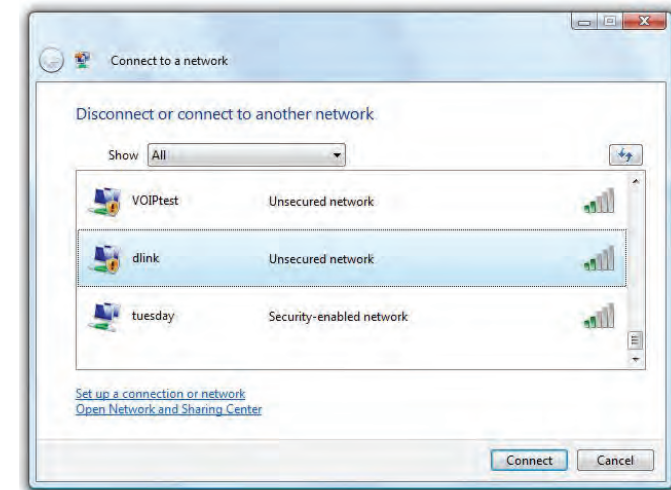 Connect to a network
Disconnect or connect to another network
Show All
VOIPtest Unsecured network
dlink Unsecured network
tuesday Security-enabled network
Set up a connection or network
Open Network and Sharing Center
Connect Cancel